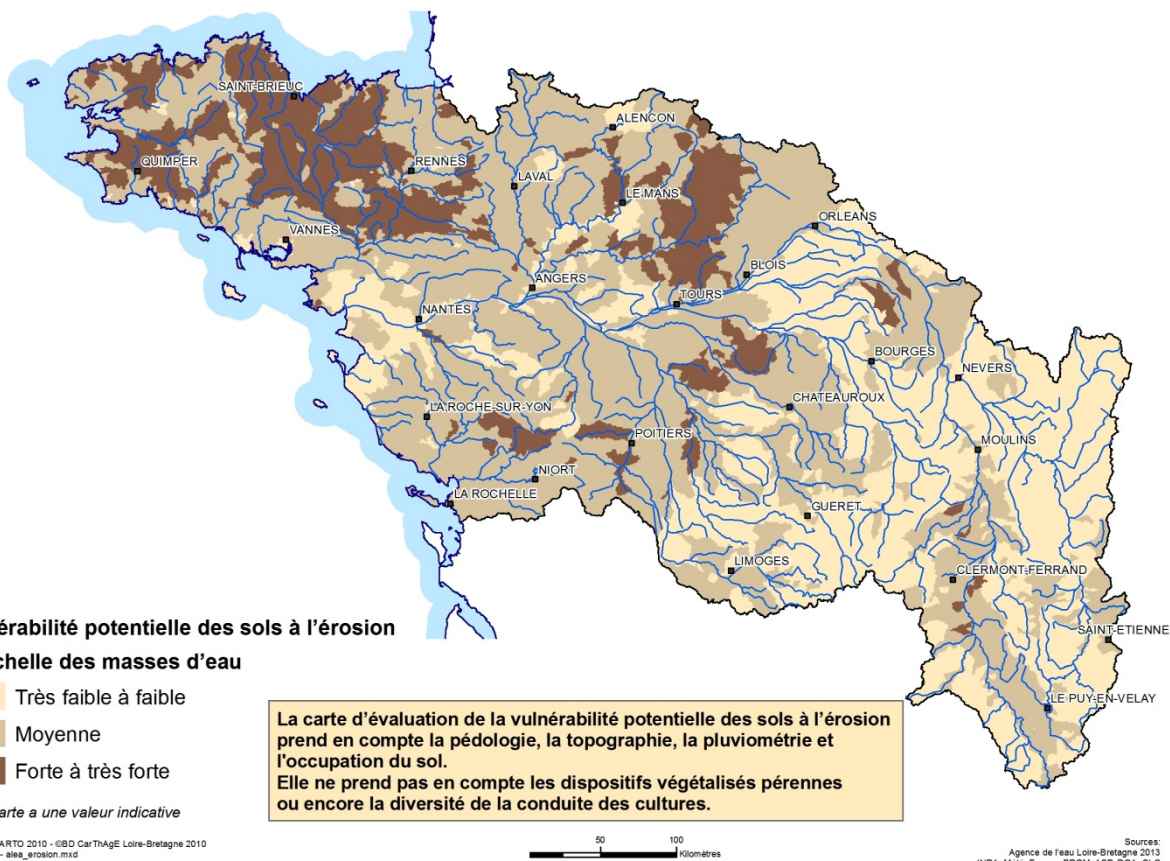 SAINT-BRIEUC
ALENCON
QUIMPER
RENNES
LAVAL
LE MANS
ORLEANS
VANNES
BLOIS
ANGERS
TOURS
NANTES
BOURGES
NEVERS
CHATEAUROUX
LA ROCHE-SUR-YON
POITIERS
MOULINS
NIORT
LA ROCHELLE
GUERET
LIMOGES
CLERMONT-FERRAND
SAINT-ETIENNE
LE PUY-EN-VELAY
érabilité potentielle des sols à l'érosion
chelle des masses d'eau
Très faible à faible
Moyenne
Forte à très forte
arte a une valeur indicative
La carte d'évaluation de la vulnérabilité potentielle des sols à l'érosion
prend en compte la pédologie, la topographie, la pluviométrie et
l'occupation du sol.
Elle ne prend pas en compte les dispositifs végétalisés pérennes
ou encore la diversité de la conduite des cultures.
ARTO 2010 - ©BD CarThAgE Loire-Bretagne 2010
- alea_erosion.mxd
50 100
Kilomètres
Sources:
Agence de l'eau Loire-Bretagne 2013